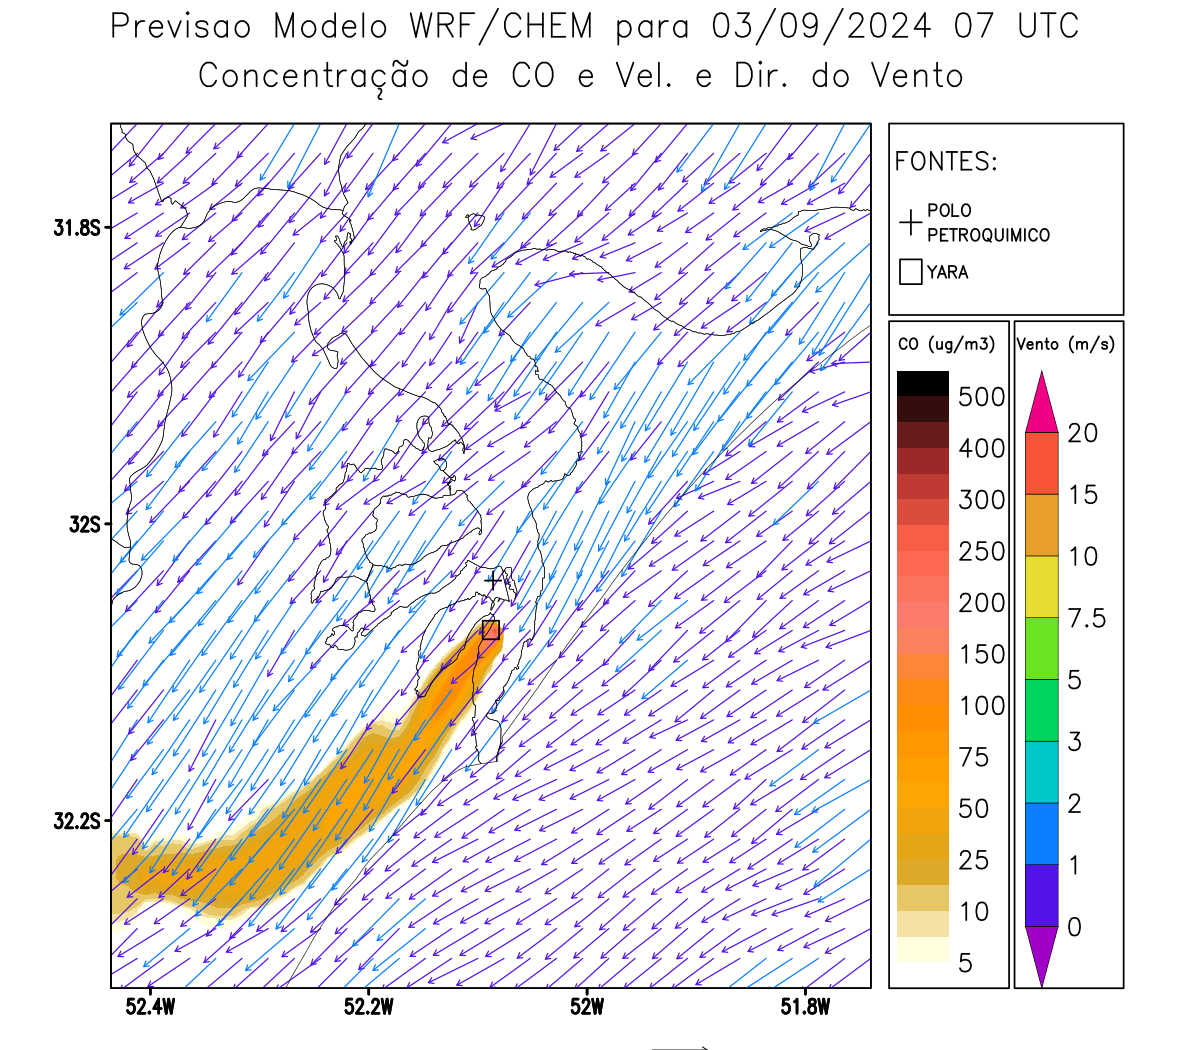 Previsao Modelo WRF/CHEM para 03/09/2024 07 UTC
Concentração de CO e Vel. e Dir. do Vento
FONTES:
POLO
PETROQUIMICO
YARA
CO (ug/m3)
500
400
300
250
200
150
100
75
50
25
10
5
Vento (m/s)
20
15
10
7.5
5
3
2
1
0
31.8S
32S
32.2S
52.4W
52.2W
52W
51.8W